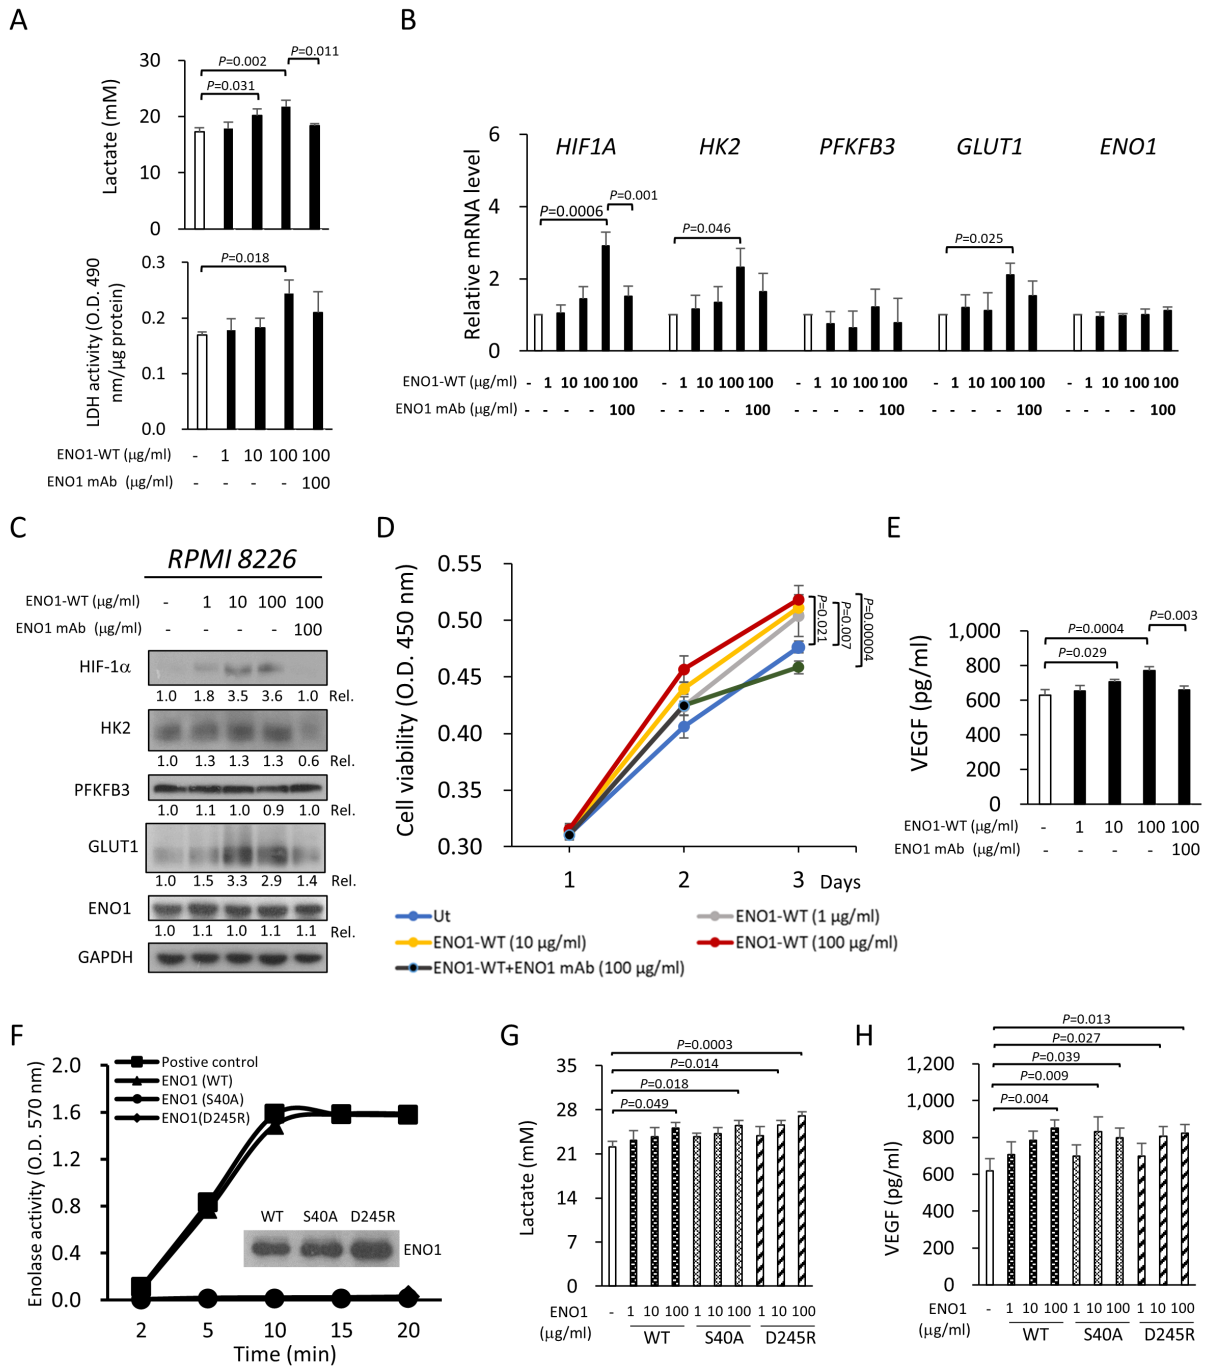 A
Lactate (mM)
30
20
10
0
P=0.002
P=0.011
P=0.031
LDH activity (O.D. 490
nm/µg protein)
0.3
0.2
0.1
0.0
P=0.018
ENO1-WT (µg/ml) - 1 10 100 100
ENO1 mAb (µg/ml) - - - - 100
B
Relative mRNA level
6
4
2
0
HIF1A HK2 PFKFB3 GLUT1 ENO1
P=0.0006
P=0.001
P=0.046
P=0.025
ENO1-WT (µg/ml) - 1 10 100 100 - 1 10 100 100 - 1 10 100 100 - 1 10 100 100 - 1 10 100 100
ENO1 mAb (µg/ml) - - - - 100 - - - - 100 - - - - 100 - - - - 100 - - - - 100
C
RPMI 8226
ENO1-WT (µg/ml) - 1 10 100 100
ENO1 mAb (µg/ml) - - - - 100
HIF-1α
1.0 1.8 3.5 3.6 1.0 Rel.
HK2
1.0 1.3 1.3 1.3 0.6 Rel.
PFKFB3
1.0 1.1 1.0 0.9 1.0 Rel.
GLUT1
1.0 1.5 3.3 2.9 1.4 Rel.
ENO1
1.0 1.1 1.0 1.1 1.1 Rel.
GAPDH
D
Cell viability (O.D. 450 nm)
0.55
0.50
0.45
0.40
0.35
0.30
P=0.021
P=0.007
P=0.00004
1 2 3 Days
Ut
ENO1-WT (1 µg/ml)
ENO1-WT (10 µg/ml)
ENO1-WT (100 µg/ml)
ENO1-WT+ENO1 mAb (100 µg/ml)
E
VEGF (pg/ml)
1,000
800
600
400
200
0
P=0.003
P=0.0004
P=0.029
ENO1-WT (µg/ml) - 1 10 100 100
ENO1 mAb (µg/ml) - - - - 100
F
Enolase activity (O.D. 570 nm)
2.0
1.6
1.2
0.8
0.4
0.0
Postive control
ENO1 (WT)
ENO1 (S40A)
ENO1(D245R)
WT S40A D245R
ENO1
2 5 10 15 20
Time (min)
G
Lactate (mM)
35
28
21
14
7
0
P=0.0003
P=0.014
P=0.018
P=0.049
ENO1 - 1 10 100 1 10 100 1 10 100
(µg/ml)
WT S40A D245R
H
VEGF (pg/ml)
1,200
1,000
800
600
400
200
0
P=0.013
P=0.027
P=0.039
P=0.009
P=0.004
ENO1 - 1 10 100 1 10 100 1 10 100
(µg/ml)
WT S40A D245R